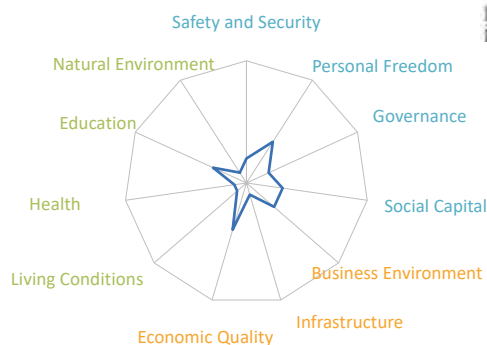 Safety and Security
Natural Environment
Personal Freedom
Education
Governance
Health
Social Capital
Living Conditions
Business Environment
Economic Quality
Infrastructure